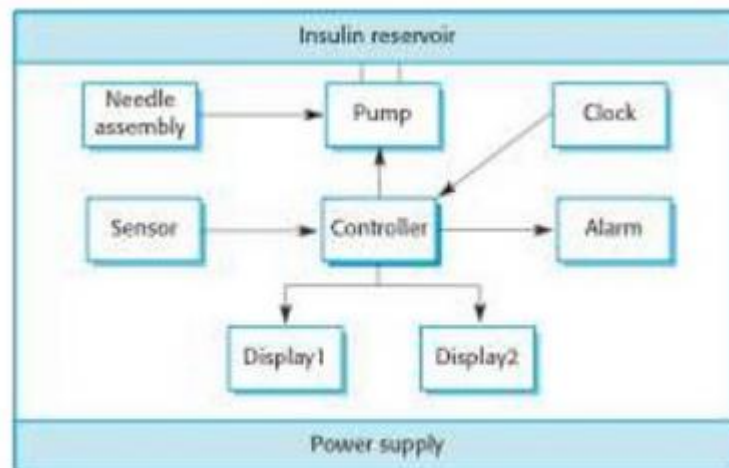 Insulin reservoir
Needle
assembly
Pump
Clock
Sensor
Controller
Alarm
Display1
Display2
Power supply